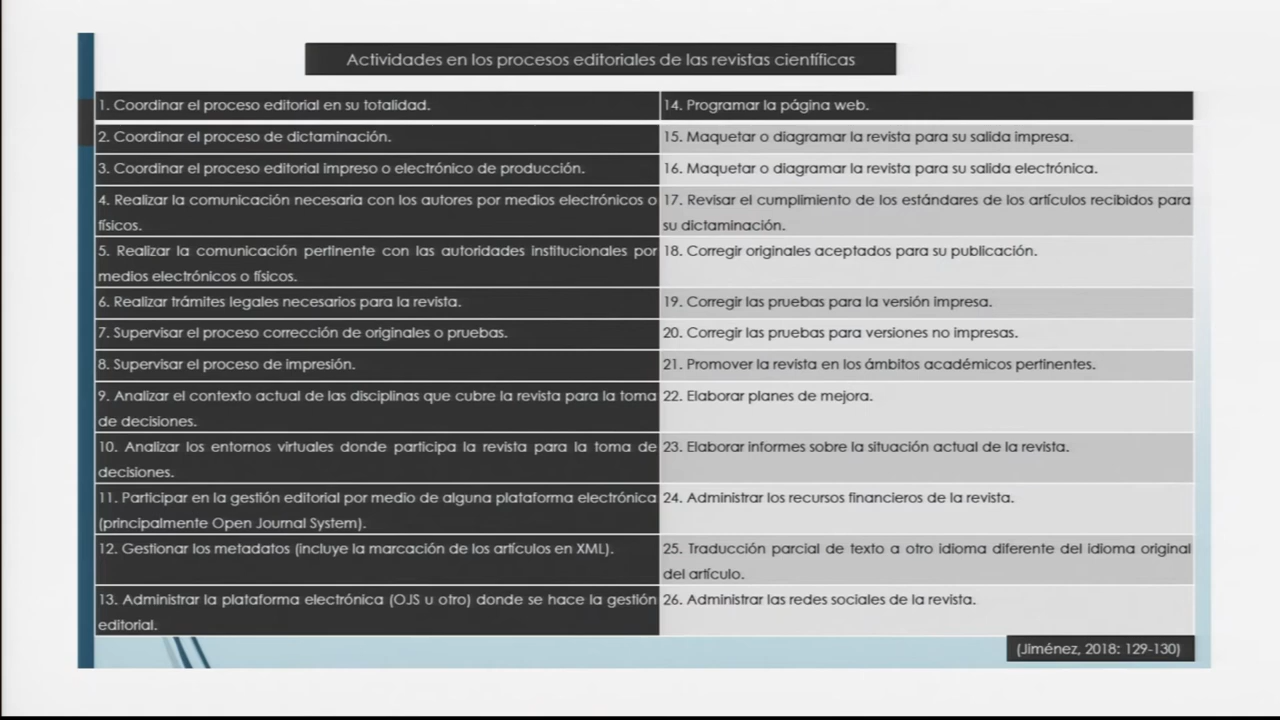 Actividades en los procesos editoriales de las revistas científicas
1. Coordinar el proceso editorial en su totalidad.
14. Programar la página web.
2. Coordinar el proceso de dictaminación.
15. Maquetar o diagramar la revista para su salida impresa.
3. Coordinar el proceso editorial impreso o electrónico de producción.
16. Maquetar o diagramar la revista para su salida electrónica.
4. Realizar la comunicación necesaria con los autores por medios electrónicos o
físicos.
17. Revisar el cumplimiento de los estándares de los artículos recibidos para
su dictaminación.
5. Realizar la comunicación pertinente con las autoridades institucionales por
medios electrónicos o físicos.
18. Corregir originales aceptados para su publicación.
6. Realizar trámites legales necesarios para la revista.
19. Corregir las pruebas para la versión impresa.
7. Supervisar el proceso corrección de originales o pruebas.
20. Corregir las pruebas para versiones no impresas.
8. Supervisar el proceso de impresión.
21. Promover la revista en los ámbitos académicos pertinentes.
9. Analizar el contexto actual de las disciplinas que cubre la revista para la toma
de decisiones.
22. Elaborar planes de mejora.
10. Analizar los entornos virtuales donde participa la revista para la toma de
decisiones.
23. Elaborar informes sobre la situación actual de la revista.
11. Participar en la gestión editorial por medio de alguna plataforma electrónica
(principalmente Open Journal System).
24. Administrar los recursos financieros de la revista.
12. Gestionar los metadatos (incluye la marcación de los artículos en XML).
25. Traducción parcial de texto a otro idioma diferente del idioma original
del artículo.
13. Administrar la plataforma electrónica (OJS u otro) donde se hace la gestión
editorial.
26. Administrar las redes sociales de la revista.
(Jiménez, 2018: 129-130)